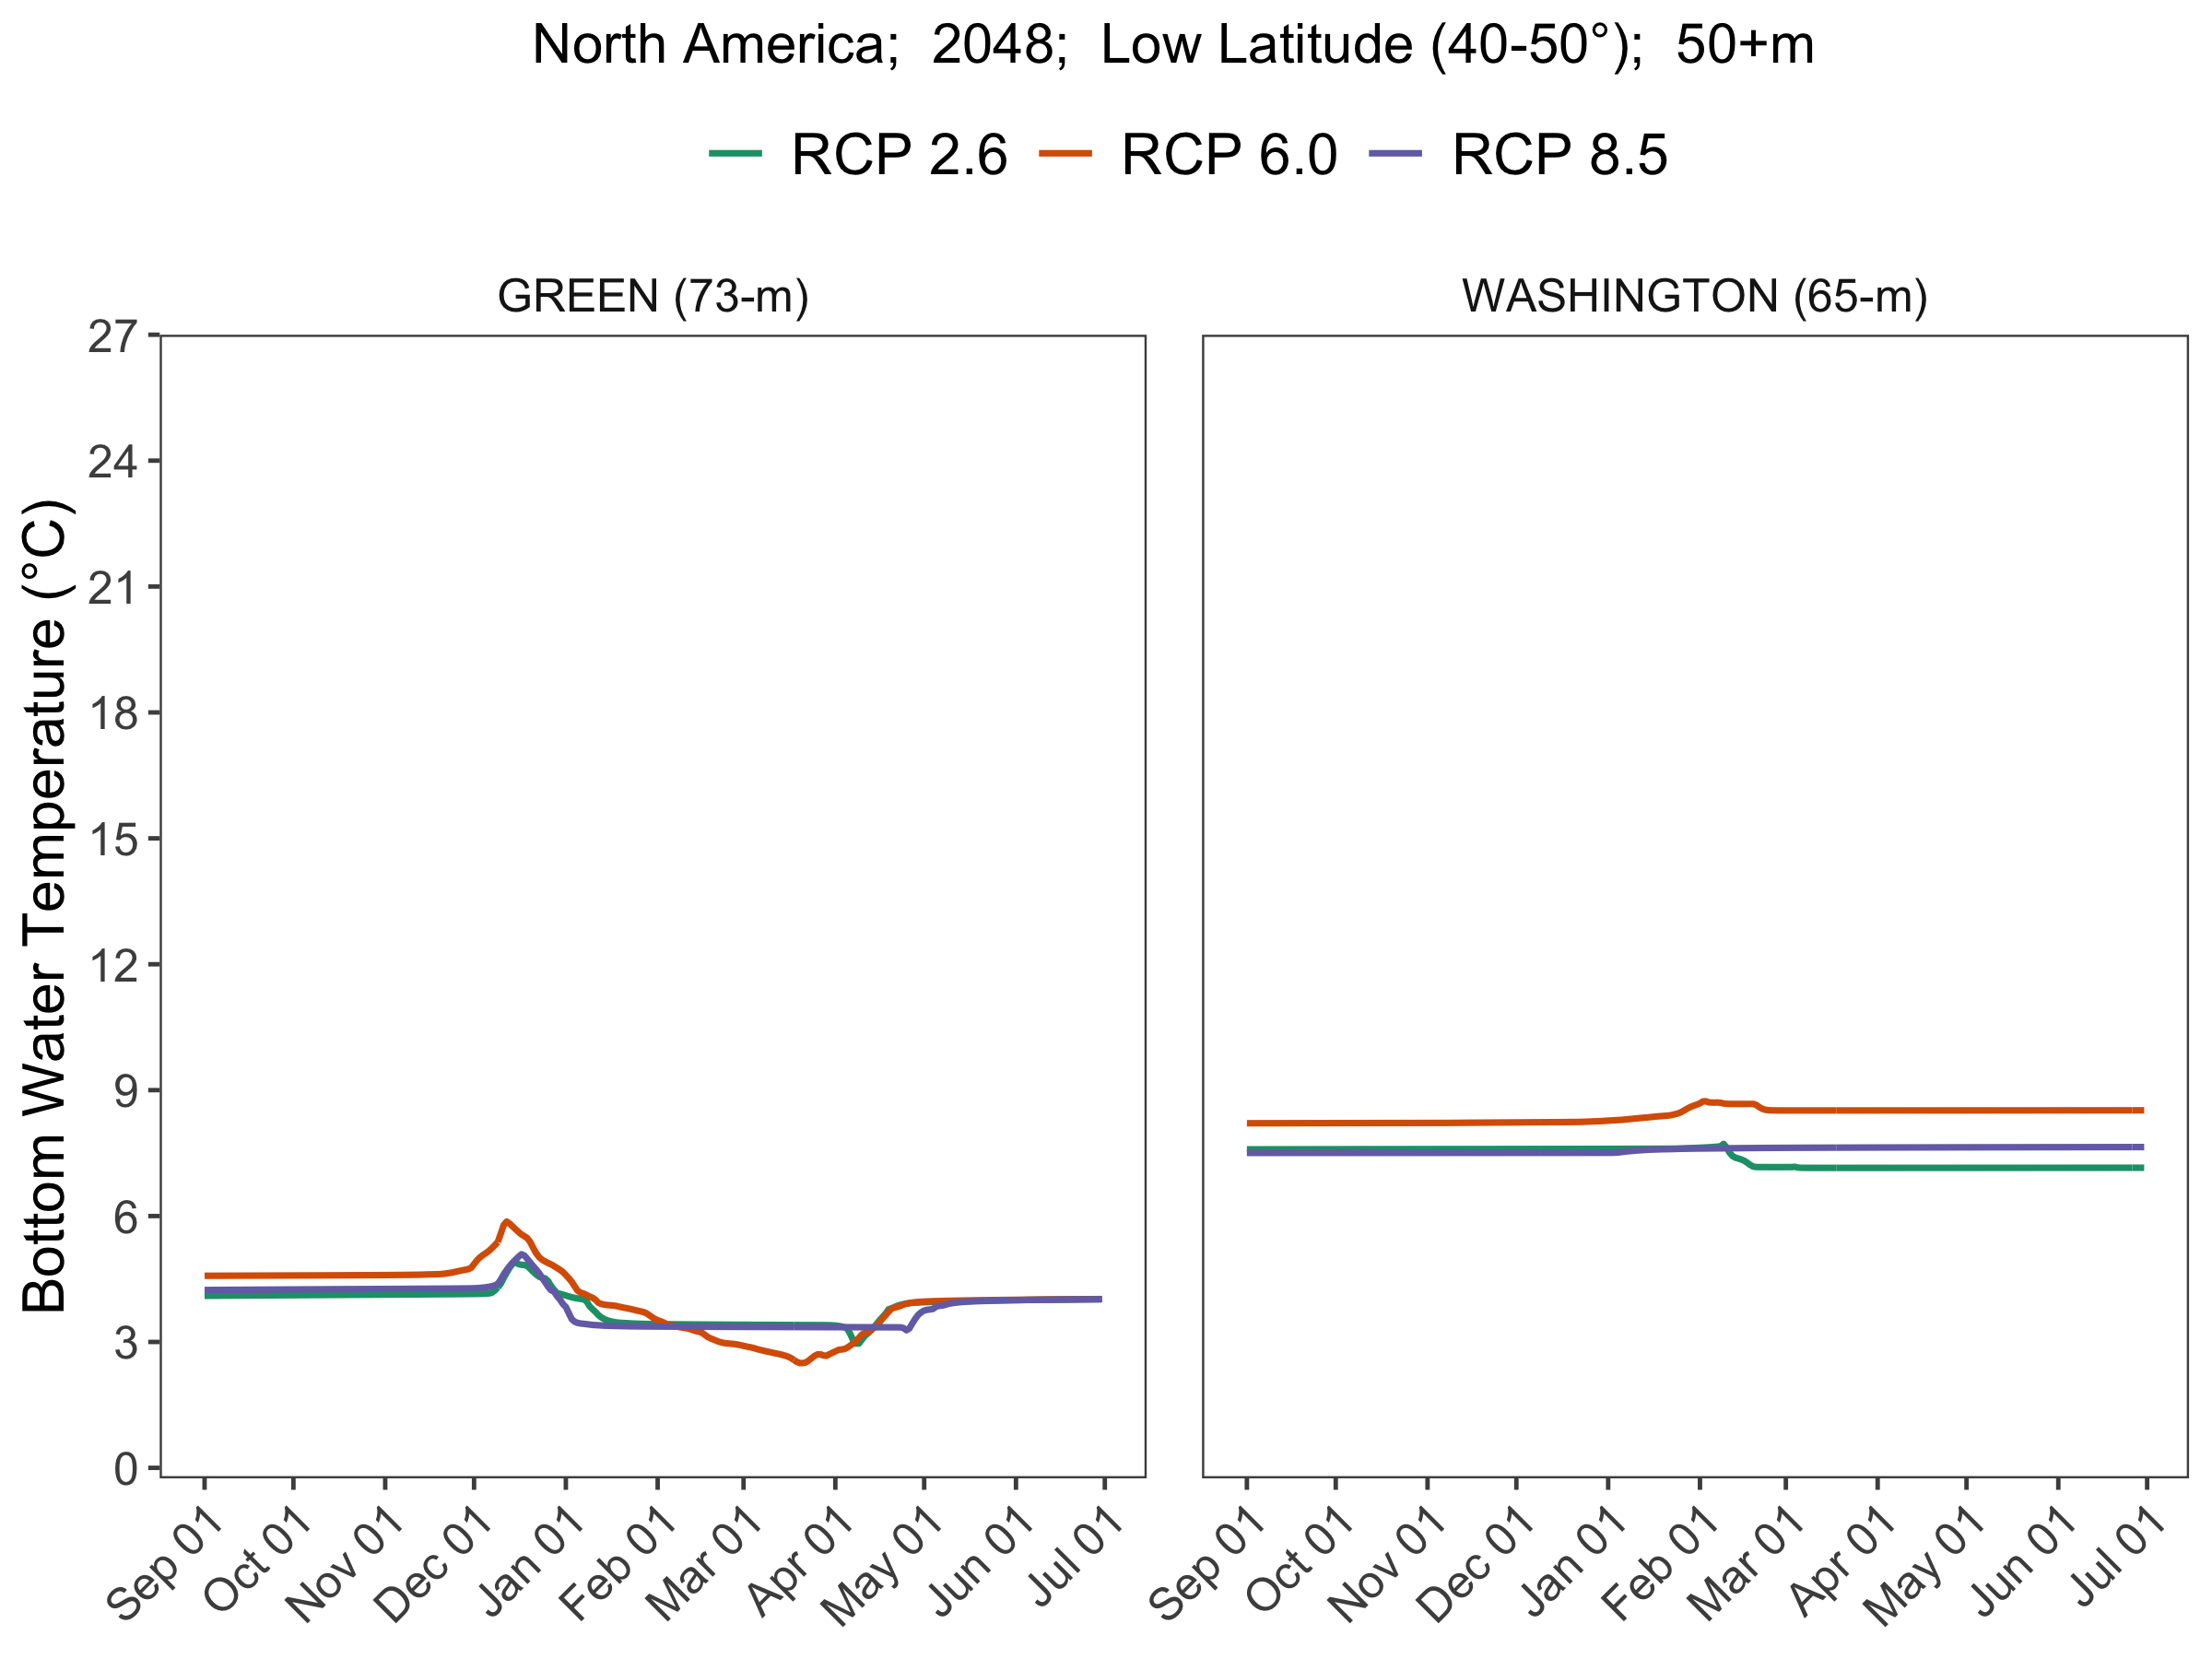 North America;  2048;  Low Latitude (40-50°);  50+m
RCP 2.6 RCP 6.0 RCP 8.5
GREEN (73-m) WASHINGTON (65-m)
Bottom Water Temperature (°C)
27
24
21
18
15
12
9
6
3
0
Sep 01 Oct 01 Nov 01 Dec 01 Jan 01 Feb 01 Mar 01 Apr 01 May 01 Jun 01 Jul 01 Sep 01 Oct 01 Nov 01 Dec 01 Jan 01 Feb 01 Mar 01 Apr 01 May 01 Jun 01 Jul 01